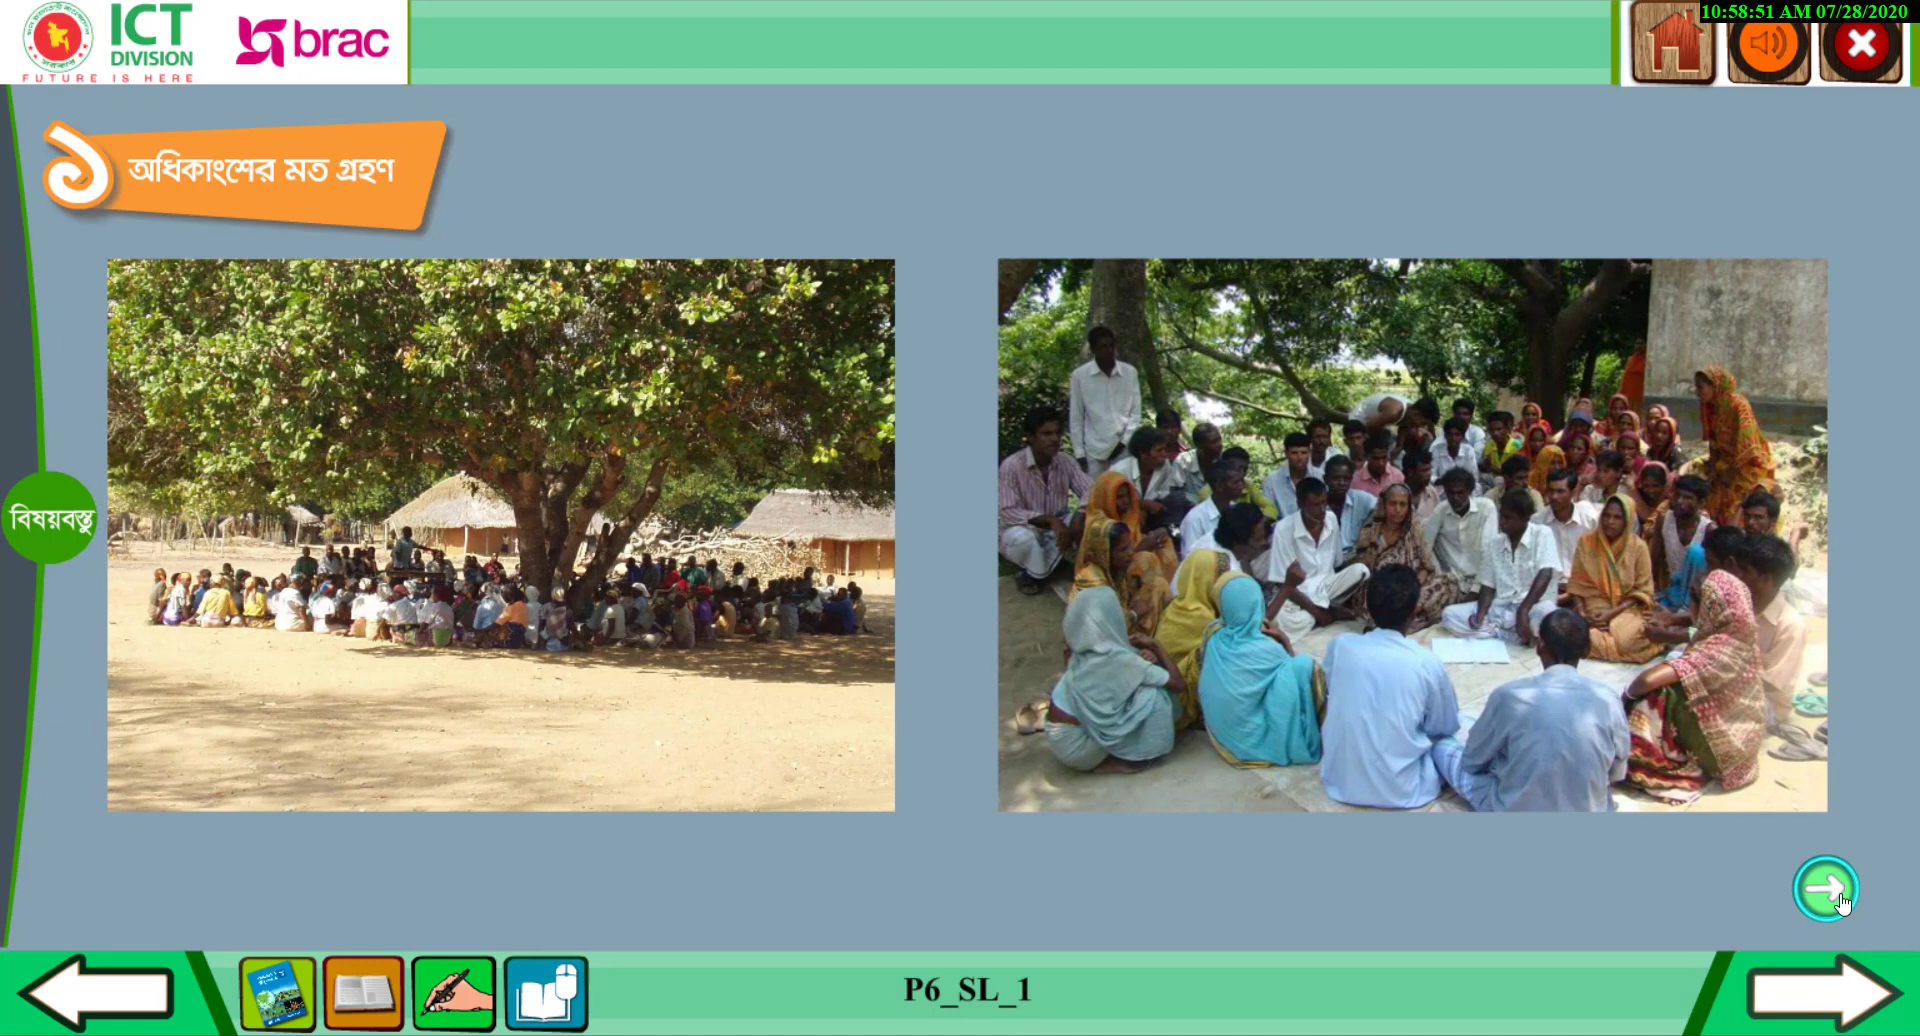 ICT
DIVISION
FUTURE IS HERE
brac
10:58:51 AM 07/28/2020
১
অধিকাংশের মত গ্রহণ
বিষয়বস্তু
P6_SL_1